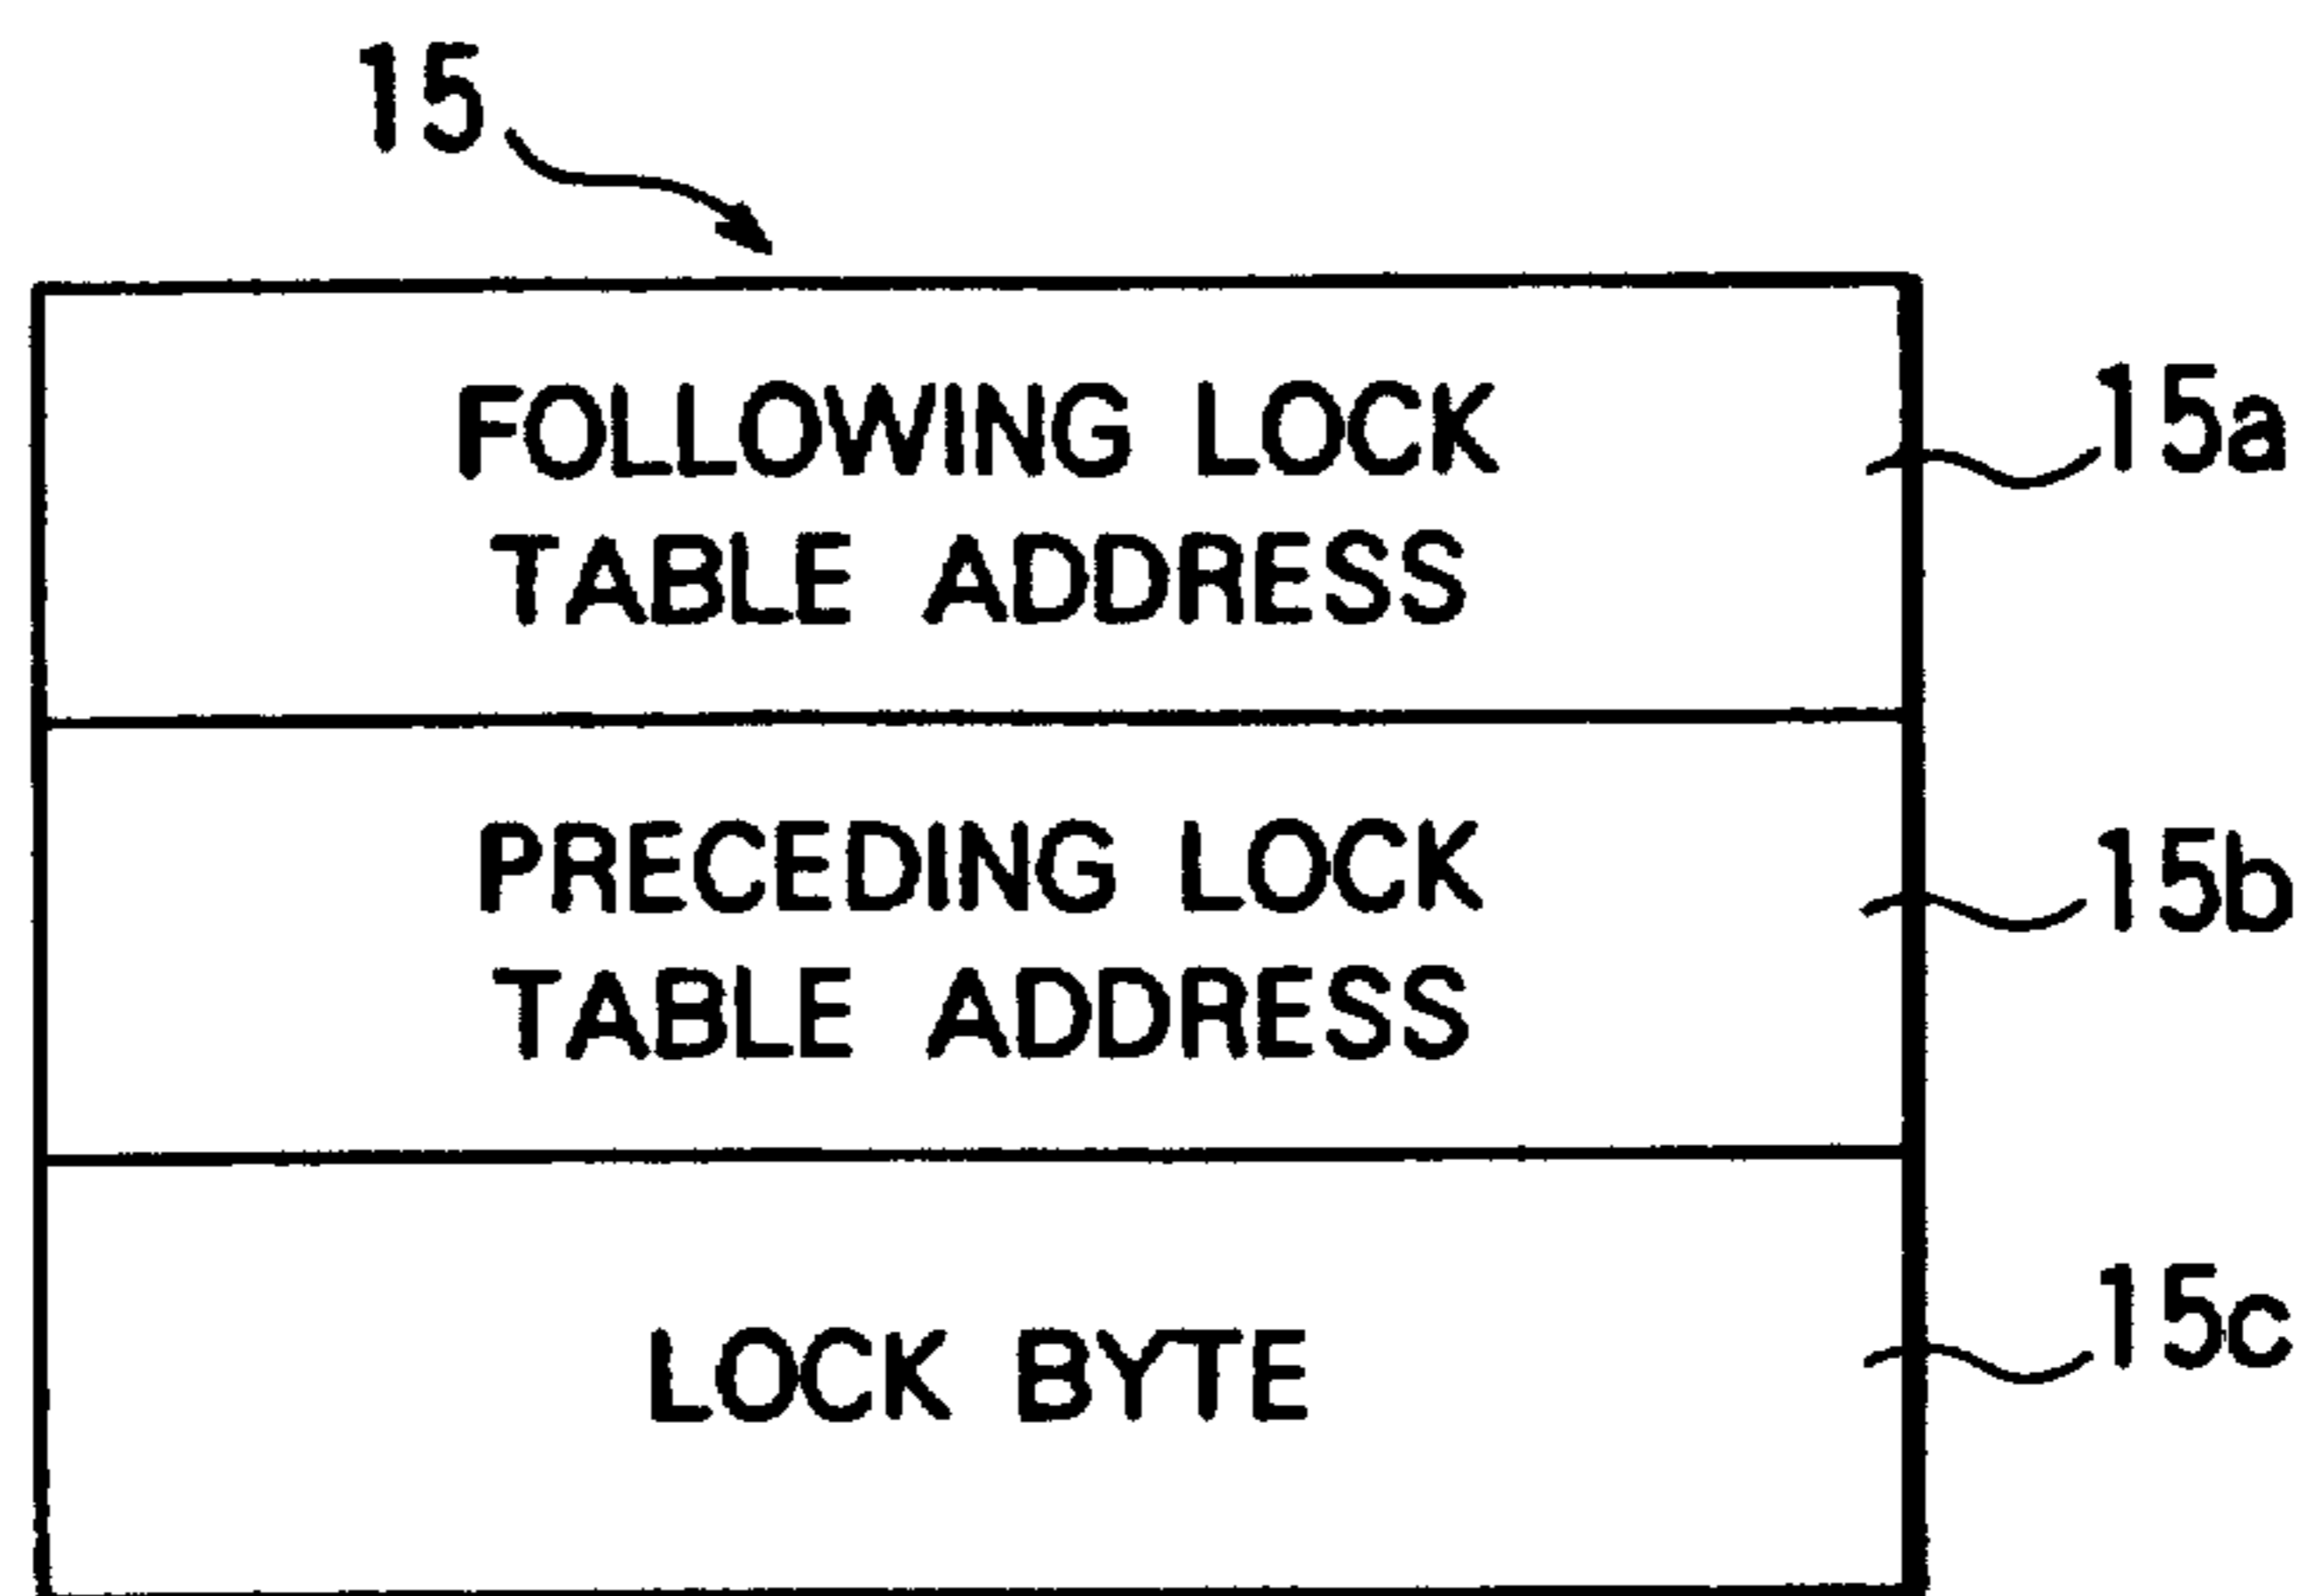 15
FOLLOWING LOCK
TABLE ADDRESS
15a
PRECEDING LOCK
TABLE ADDRESS
15b
LOCK BYTE
15c